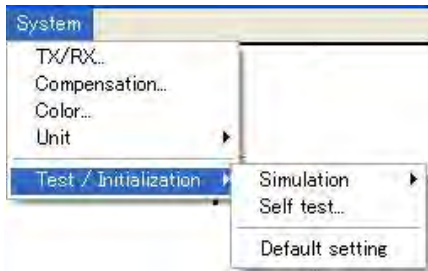 System
TX/RX...
Compensation...
Color...
Unit
Test / Initialization
Simulation
Self test...
Default setting